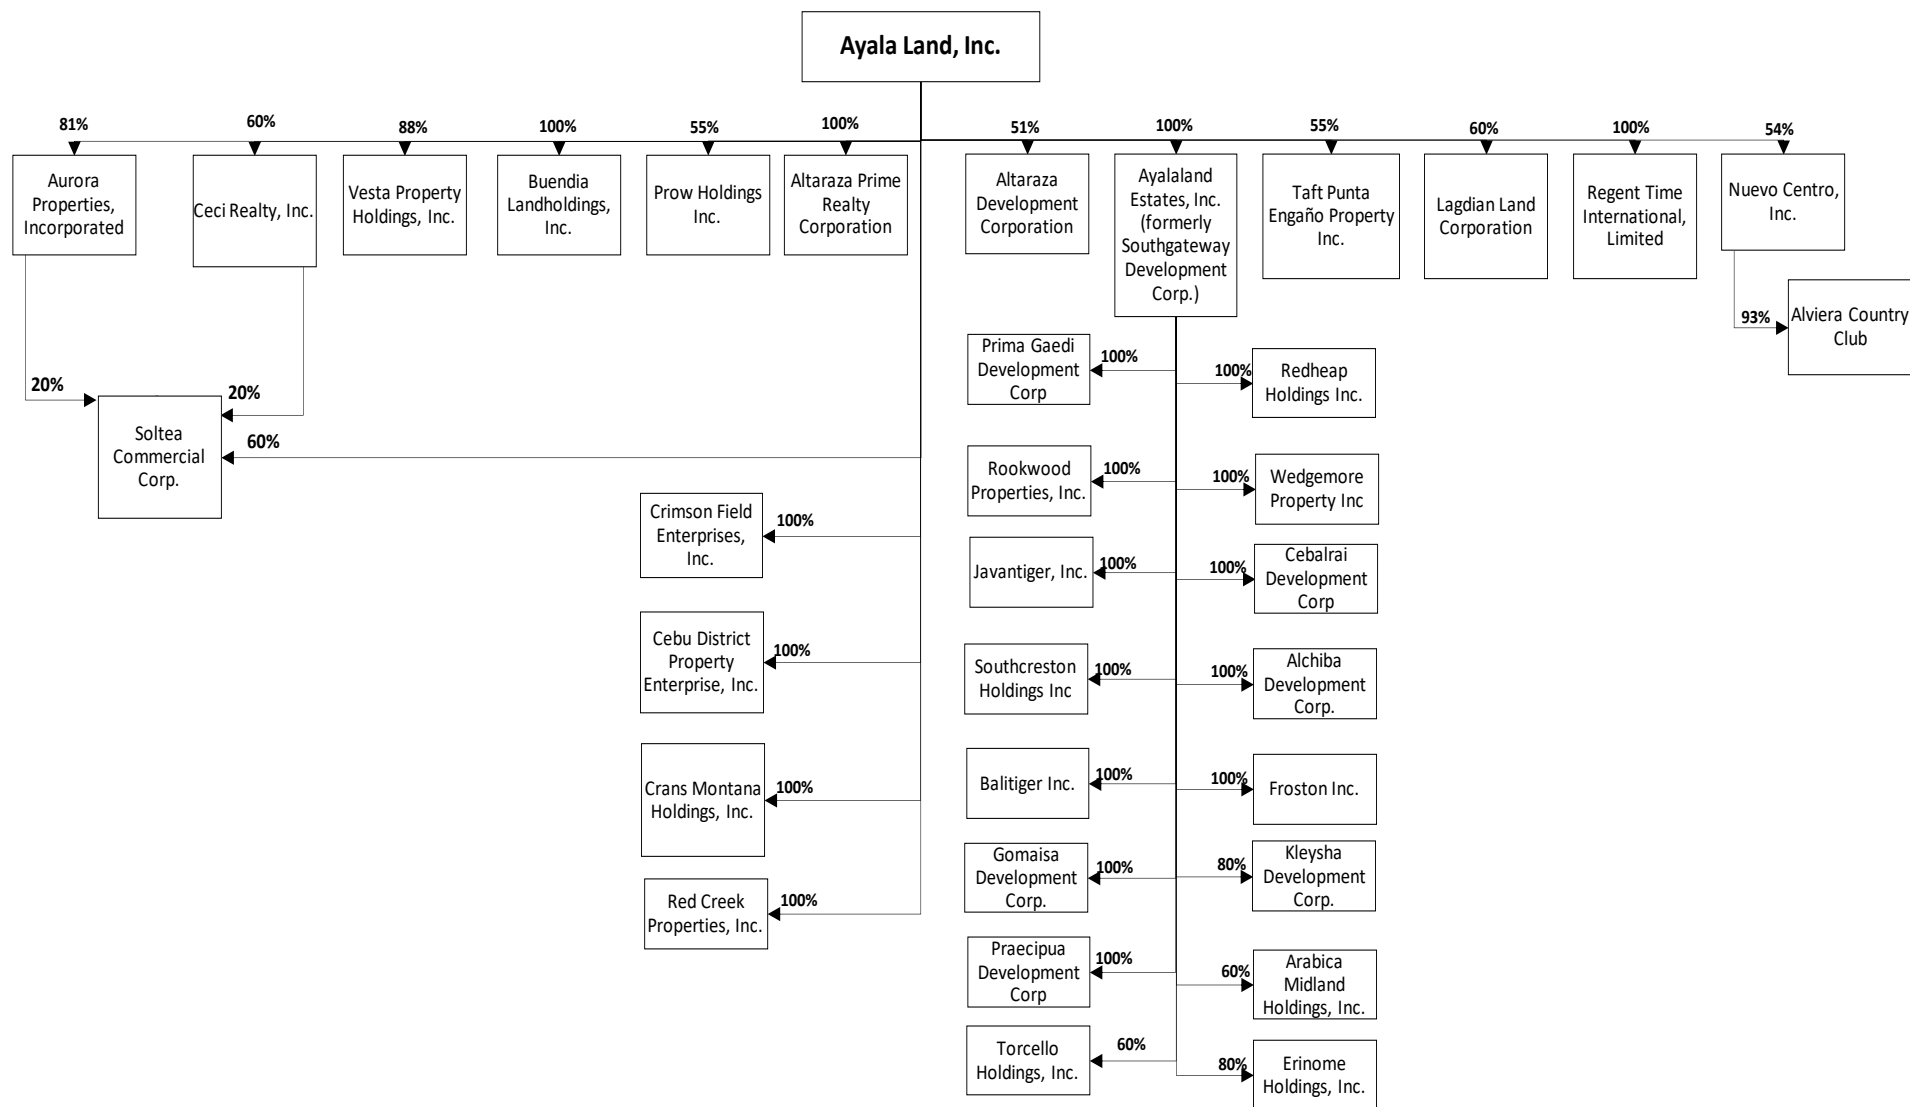 Ayala Land, Inc.
81%
60%
88%
100%
55%
100%
51%
100%
55%
60%
100%
54%
Aurora
Properties,
Incorporated
Ceci Realty, Inc.
Vesta Property
Holdings, Inc.
Buendia
Landholdings,
Inc.
Prow Holdings
Inc.
Altaraza Prime
Realty
Corporation
Altaraza
Development
Corporation
Ayalaland
Estates, Inc.
(formerly
Southgateway
Development
Corp.)
Taft Punta
Engaño Property
Inc.
Lagdian Land
Corporation
Regent Time
International,
Limited
Nuevo Centro,
Inc.
93%
Alviera Country
Club
20%
20%
60%
Soltea
Commercial
Corp.
Crimson Field
Enterprises,
Inc.
100%
Cebu District
Property
Enterprise, Inc.
100%
Crans Montana
Holdings, Inc.
100%
Red Creek
Properties, Inc.
100%
Prima Gaedi
Development
Corp
100%
100%
Redheap
Holdings Inc.
Rookwood
Properties, Inc.
100%
100%
Wedgemore
Property Inc
Javantiger, Inc.
100%
100%
Cebalrai
Development
Corp
Southcreston
Holdings Inc
100%
100%
Alchiba
Development
Corp.
Balitiger Inc.
100%
100%
Froston Inc.
Gomaisa
Development
Corp.
100%
80%
Kleysha
Development
Corp.
Praecipua
Development
Corp
100%
60%
Arabica
Midland
Holdings, Inc.
Torcello
Holdings, Inc.
60%
80%
Erinome
Holdings, Inc.